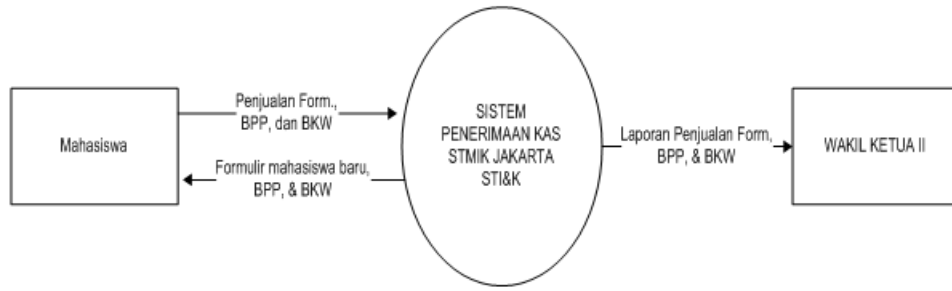 Mahasiswa
Penjualan Form.,
BPP, dan BKW
Formulir mahasiswa baru,
BPP, & BKW
SISTEM
PENERIMAAN KAS
STMIK JAKARTA
STI&K
Laporan Penjualan Form,
BPP, & BKW
WAKIL KETUA II